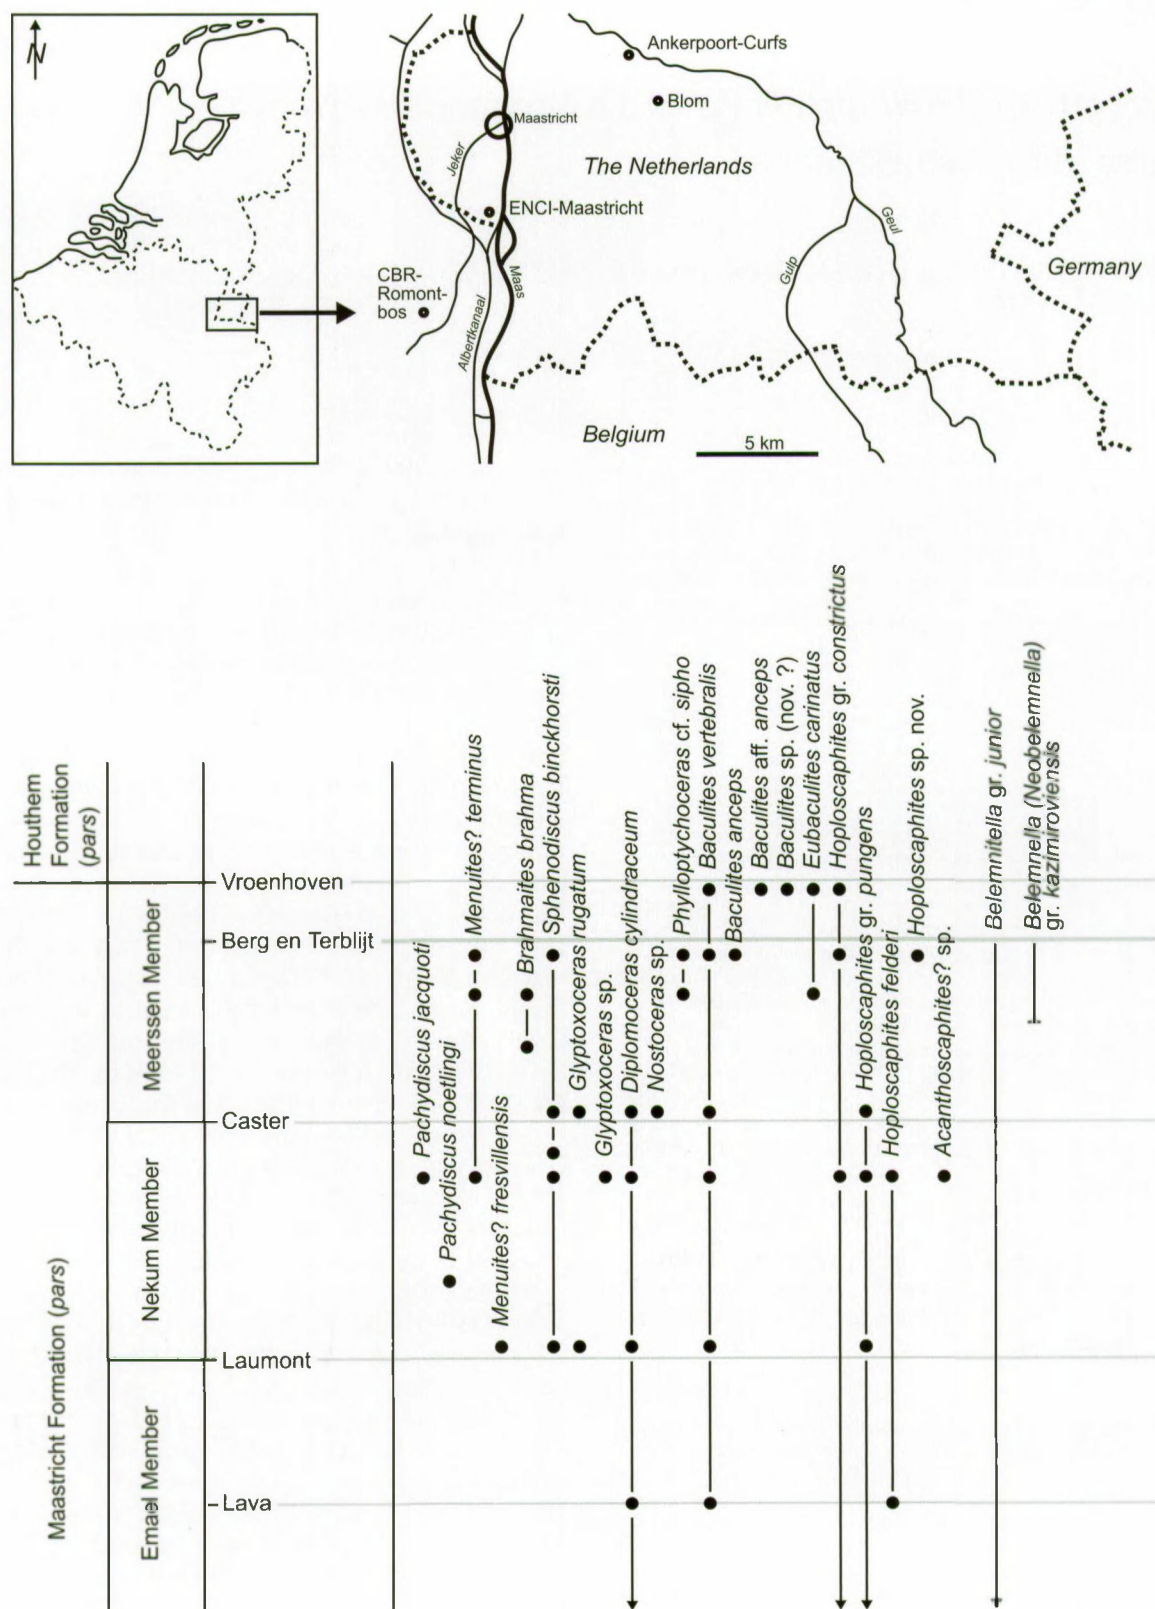 N
Ankerpoort-Curfs
Blom
Maastricht
The Netherlands
Jeker
ENCI-Maastricht
Geul
Germany
Gulp
CBR-
Romont-
bos
Maas
Albertkanaal
Belgium
5 km
Houthem
Formation
(pars)
Maastricht Formation (pars)
Meerssen Member
Nekum Member
Emael Member
Vroenhoven
Berg en Terblijt
Caster
Laumont
Lava
Pachydiscus jacquoti
Pachydiscus noetlingi
Menuites? terminus
Menuites? fresvillensis
Brahmaites brahma
Sphenodiscus binckhorsti
Glyptoxoceras rugatum
Glyptoxoceras sp.
Diplomoceras cylindraceum
Nostoceras sp.
Phylloptychoceras cf. sipho
Baculites vertebralis
Baculites anceps
Baculites aff. anceps
Baculites sp. (nov. ?)
Eubaculites carinatus
Hoploscaphites gr. constrictus
Hoploscaphites gr. pungens
Hoploscaphites felderi
Hoploscaphites sp. nov.
Acanthoscaphites? sp.
Belemnitella gr. junior
Belemnella (Neobelemnella)
gr. kazimiroviensis